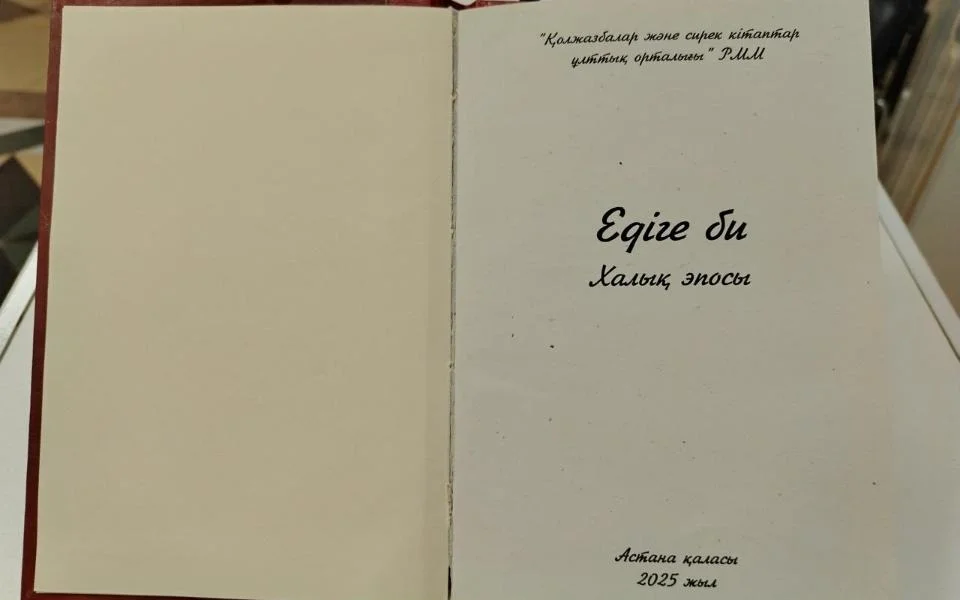 "Қолжазбалар және сирек кітаптар
ұлттық орталығы" РММ
Едіге би
Халық эпосы
Астана қаласы
2025 жыл